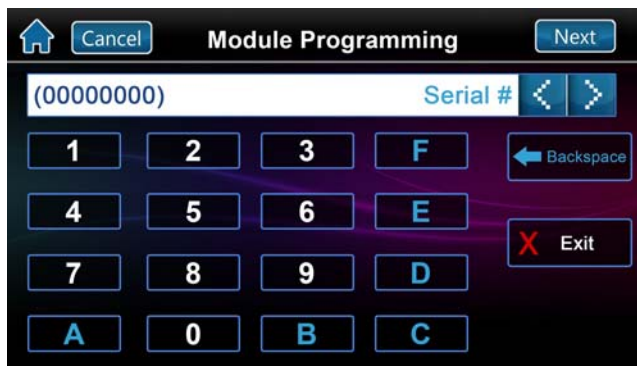 Cancel Module Programming Next
(00000000) Serial # < >
1 2 3 F Backspace
4 5 6 E
X Exit
7 8 9 D
A 0 B C